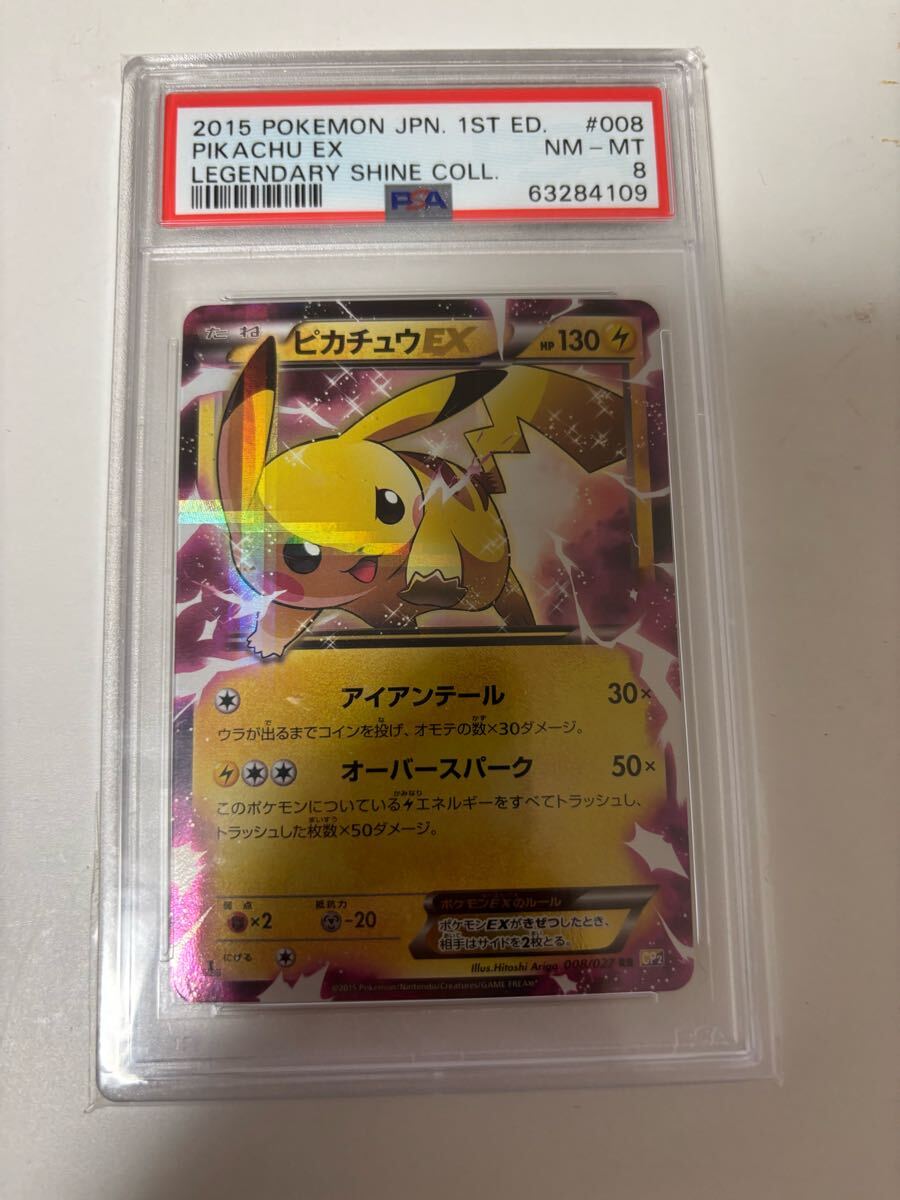 2015 POKEMON JPN. 1ST ED. #008
PIKACHU EX NM - MT
LEGENDARY SHINE COLL. 8
PSA 63284109
たね ピカチュウEX HP 130
アイアンテール 30×
ウラが出るまでコインを投げ、オモテの数×30ダメージ。
オーバースパーク 50×
このポケモンについているエネルギーをすべてトラッシュし、
トラッシュした枚数×50ダメージ。
弱点 抵抗力
×2 -20
にげる
ポケモンEXのルール
ポケモンEXがきぜつしたとき、
相手はサイドを2枚とる。
Illus.Hitoshi Ariga 008/027 RR CP2
©2015 Pokémon/Nintendo/Creatures/GAME FREAK